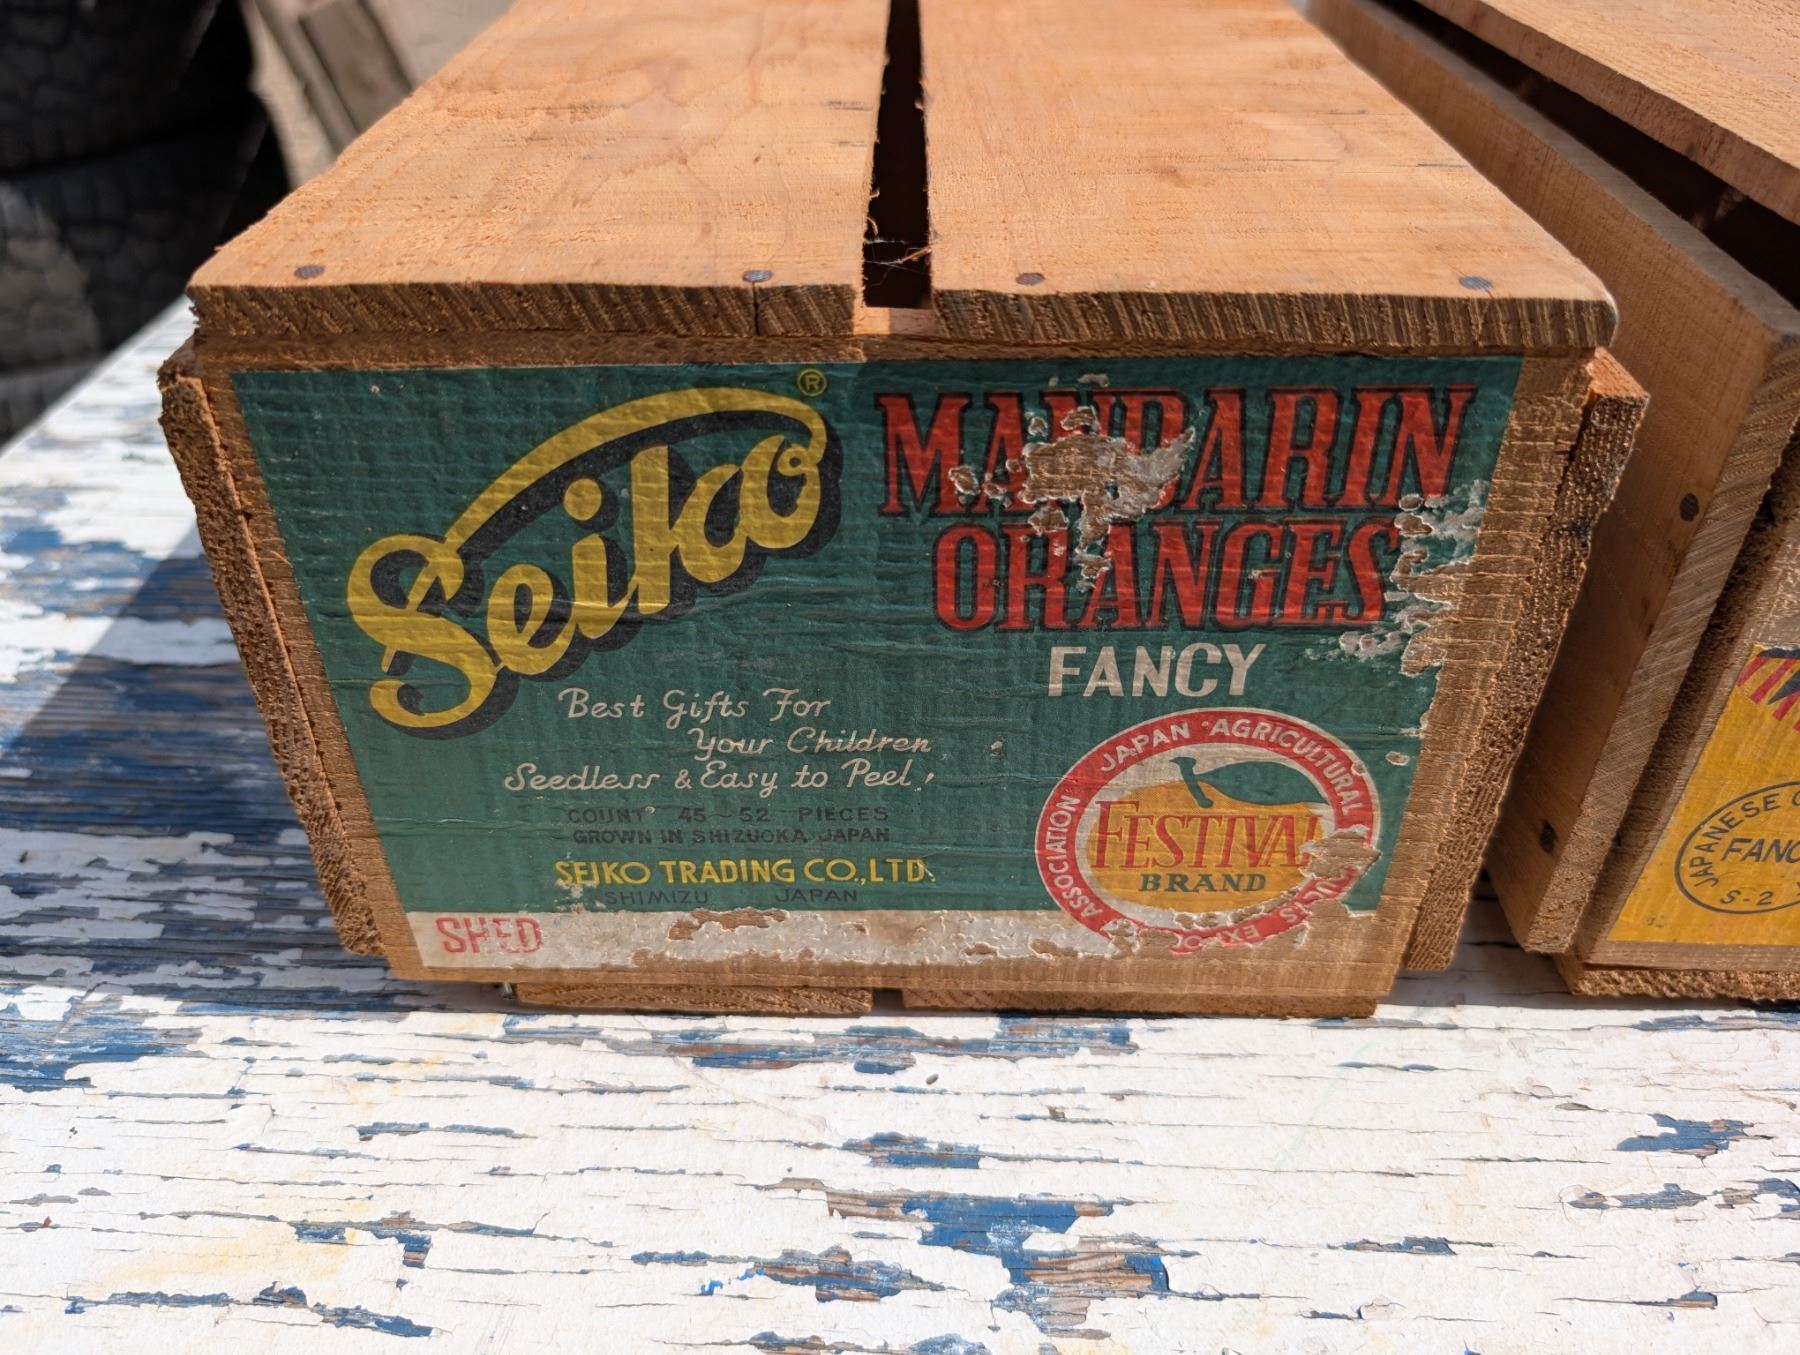 Seiko ®
MANDARIN
ORANGES
FANCY
Best Gifts For
Your Children
Seedless & Easy to Peel!
COUNT 45~52 PIECES
GROWN IN SHIZUOKA JAPAN
SEIKO TRADING CO.,LTD.
SHIMIZU JAPAN
SHED
ASSOCIATION JAPAN AGRICULTURAL
FESTIVAL
BRAND
JAPANESE
FANC
S-2